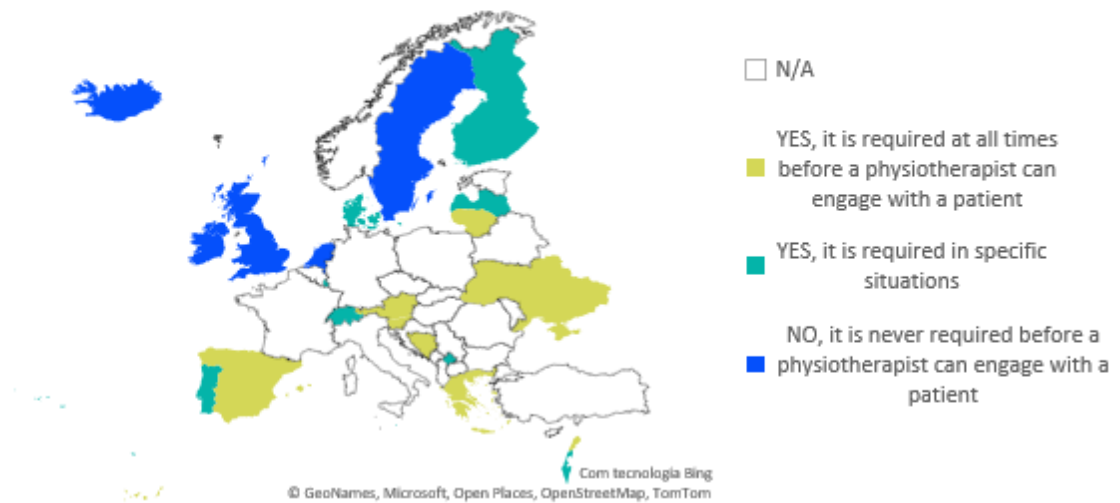 N/A
YES, it is required at all times
before a physiotherapist can
engage with a patient
YES, it is required in specific
situations
NO, it is never required before a
physiotherapist can engage with a
patient
Com tecnologia Bing
© GeoNames, Microsoft, Open Places, OpenStreetMap, TomTom